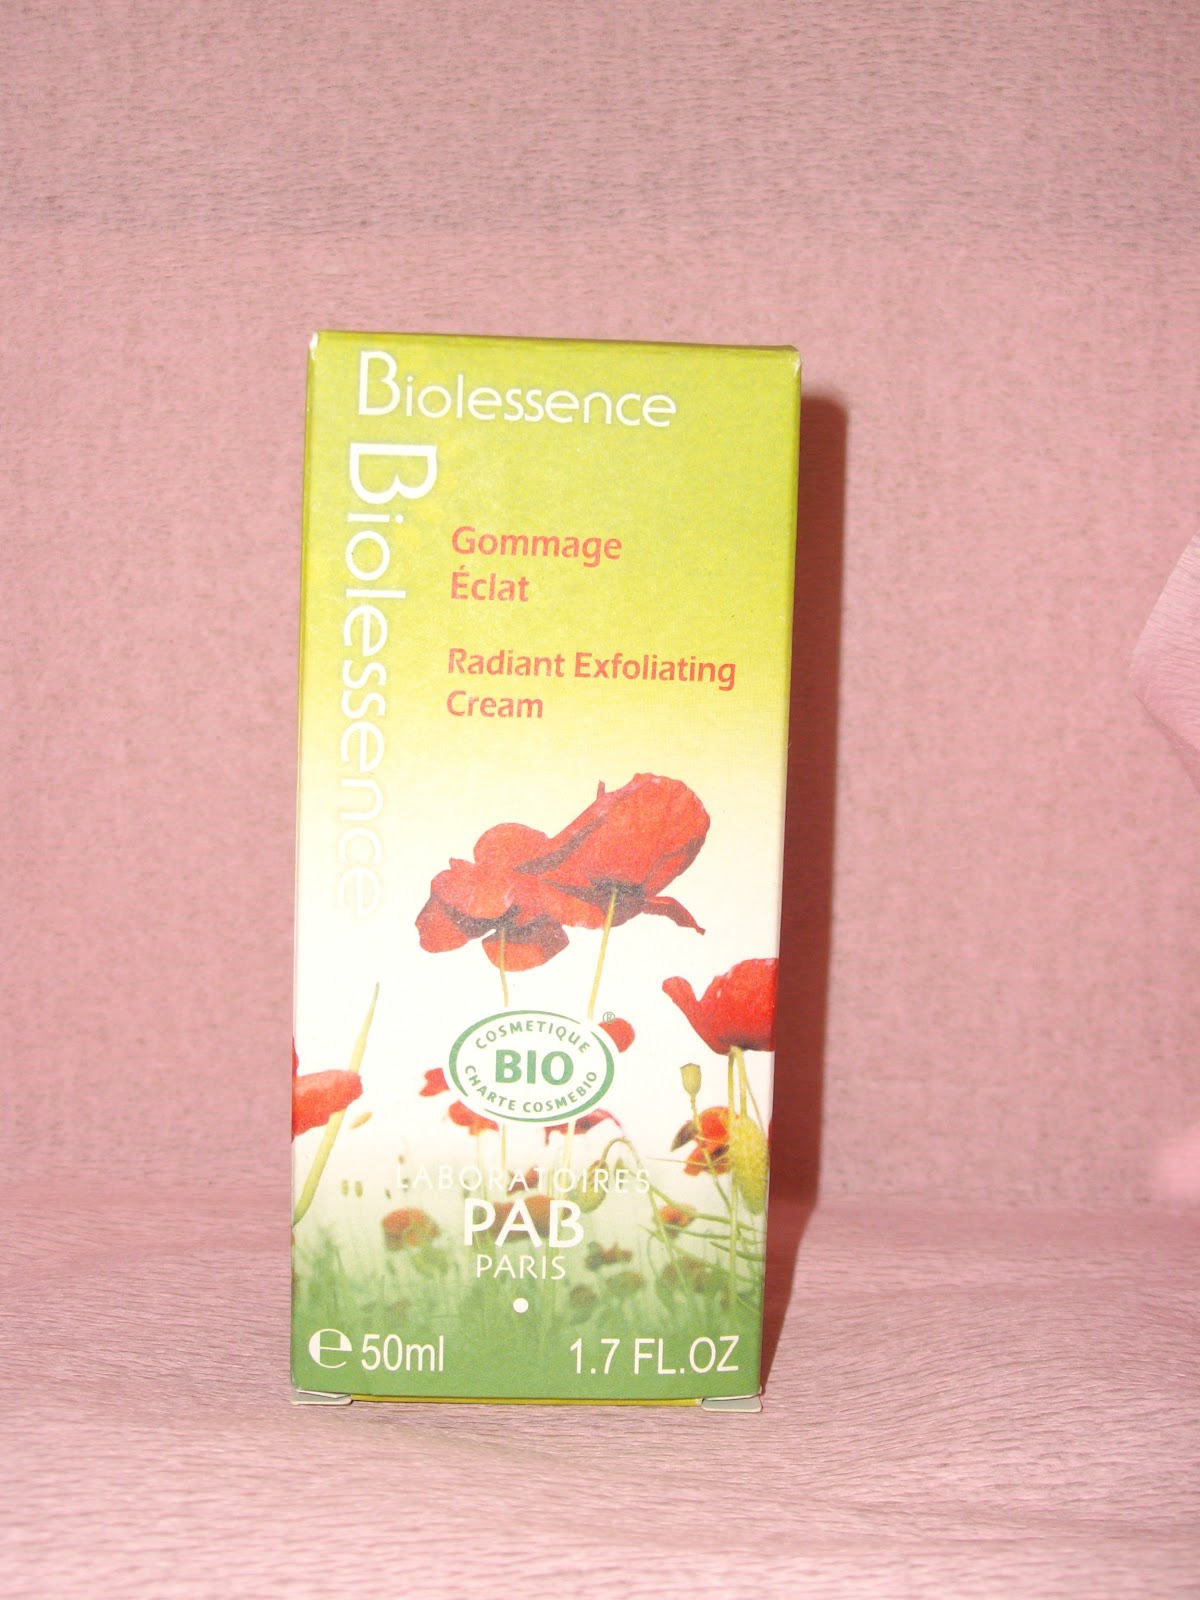 Biolessence
Biolessence
Gommage
Éclat
Radiant Exfoliating
Cream
COSMETIQUE
®
BIO
CHARTE COSMEBIO
LABORATOIRES
PAB
PARIS
℮ 50ml
1.7 FL.OZ